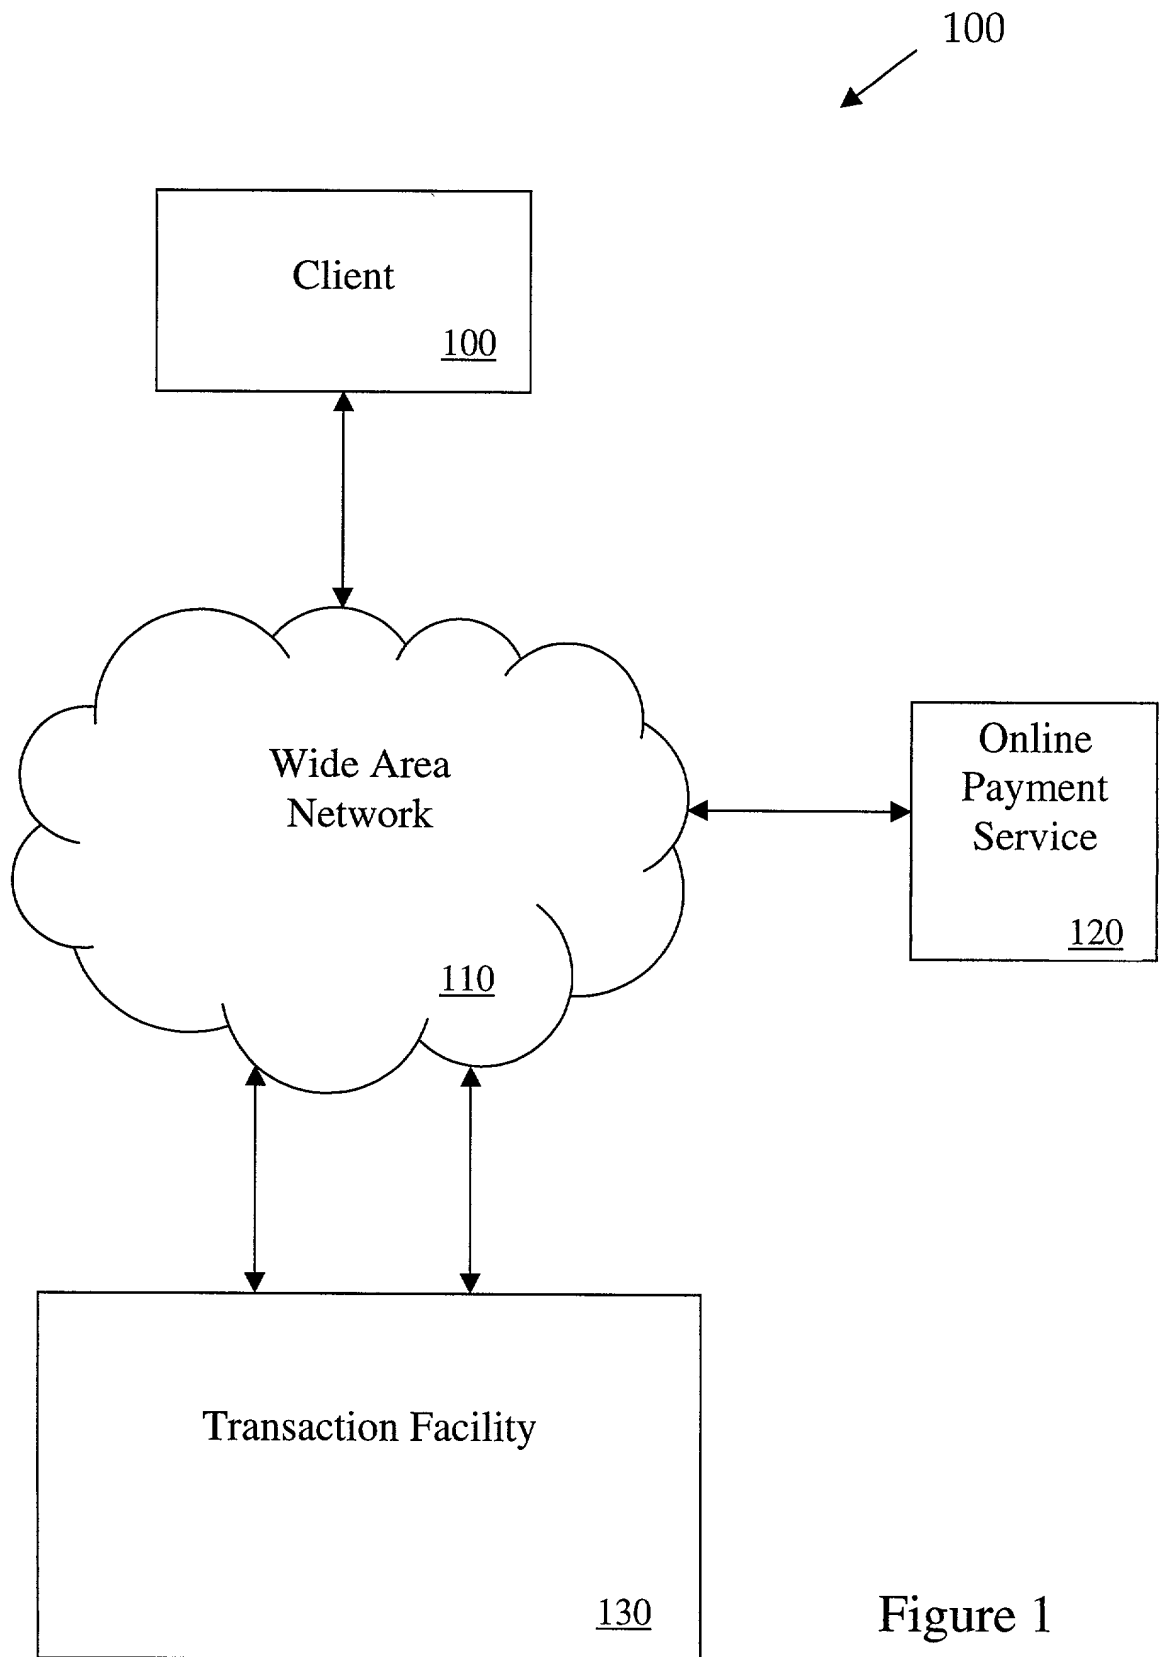 100
Client
100
Wide Area
Network
110
Online
Payment
Service
120
Transaction Facility
130
Figure 1